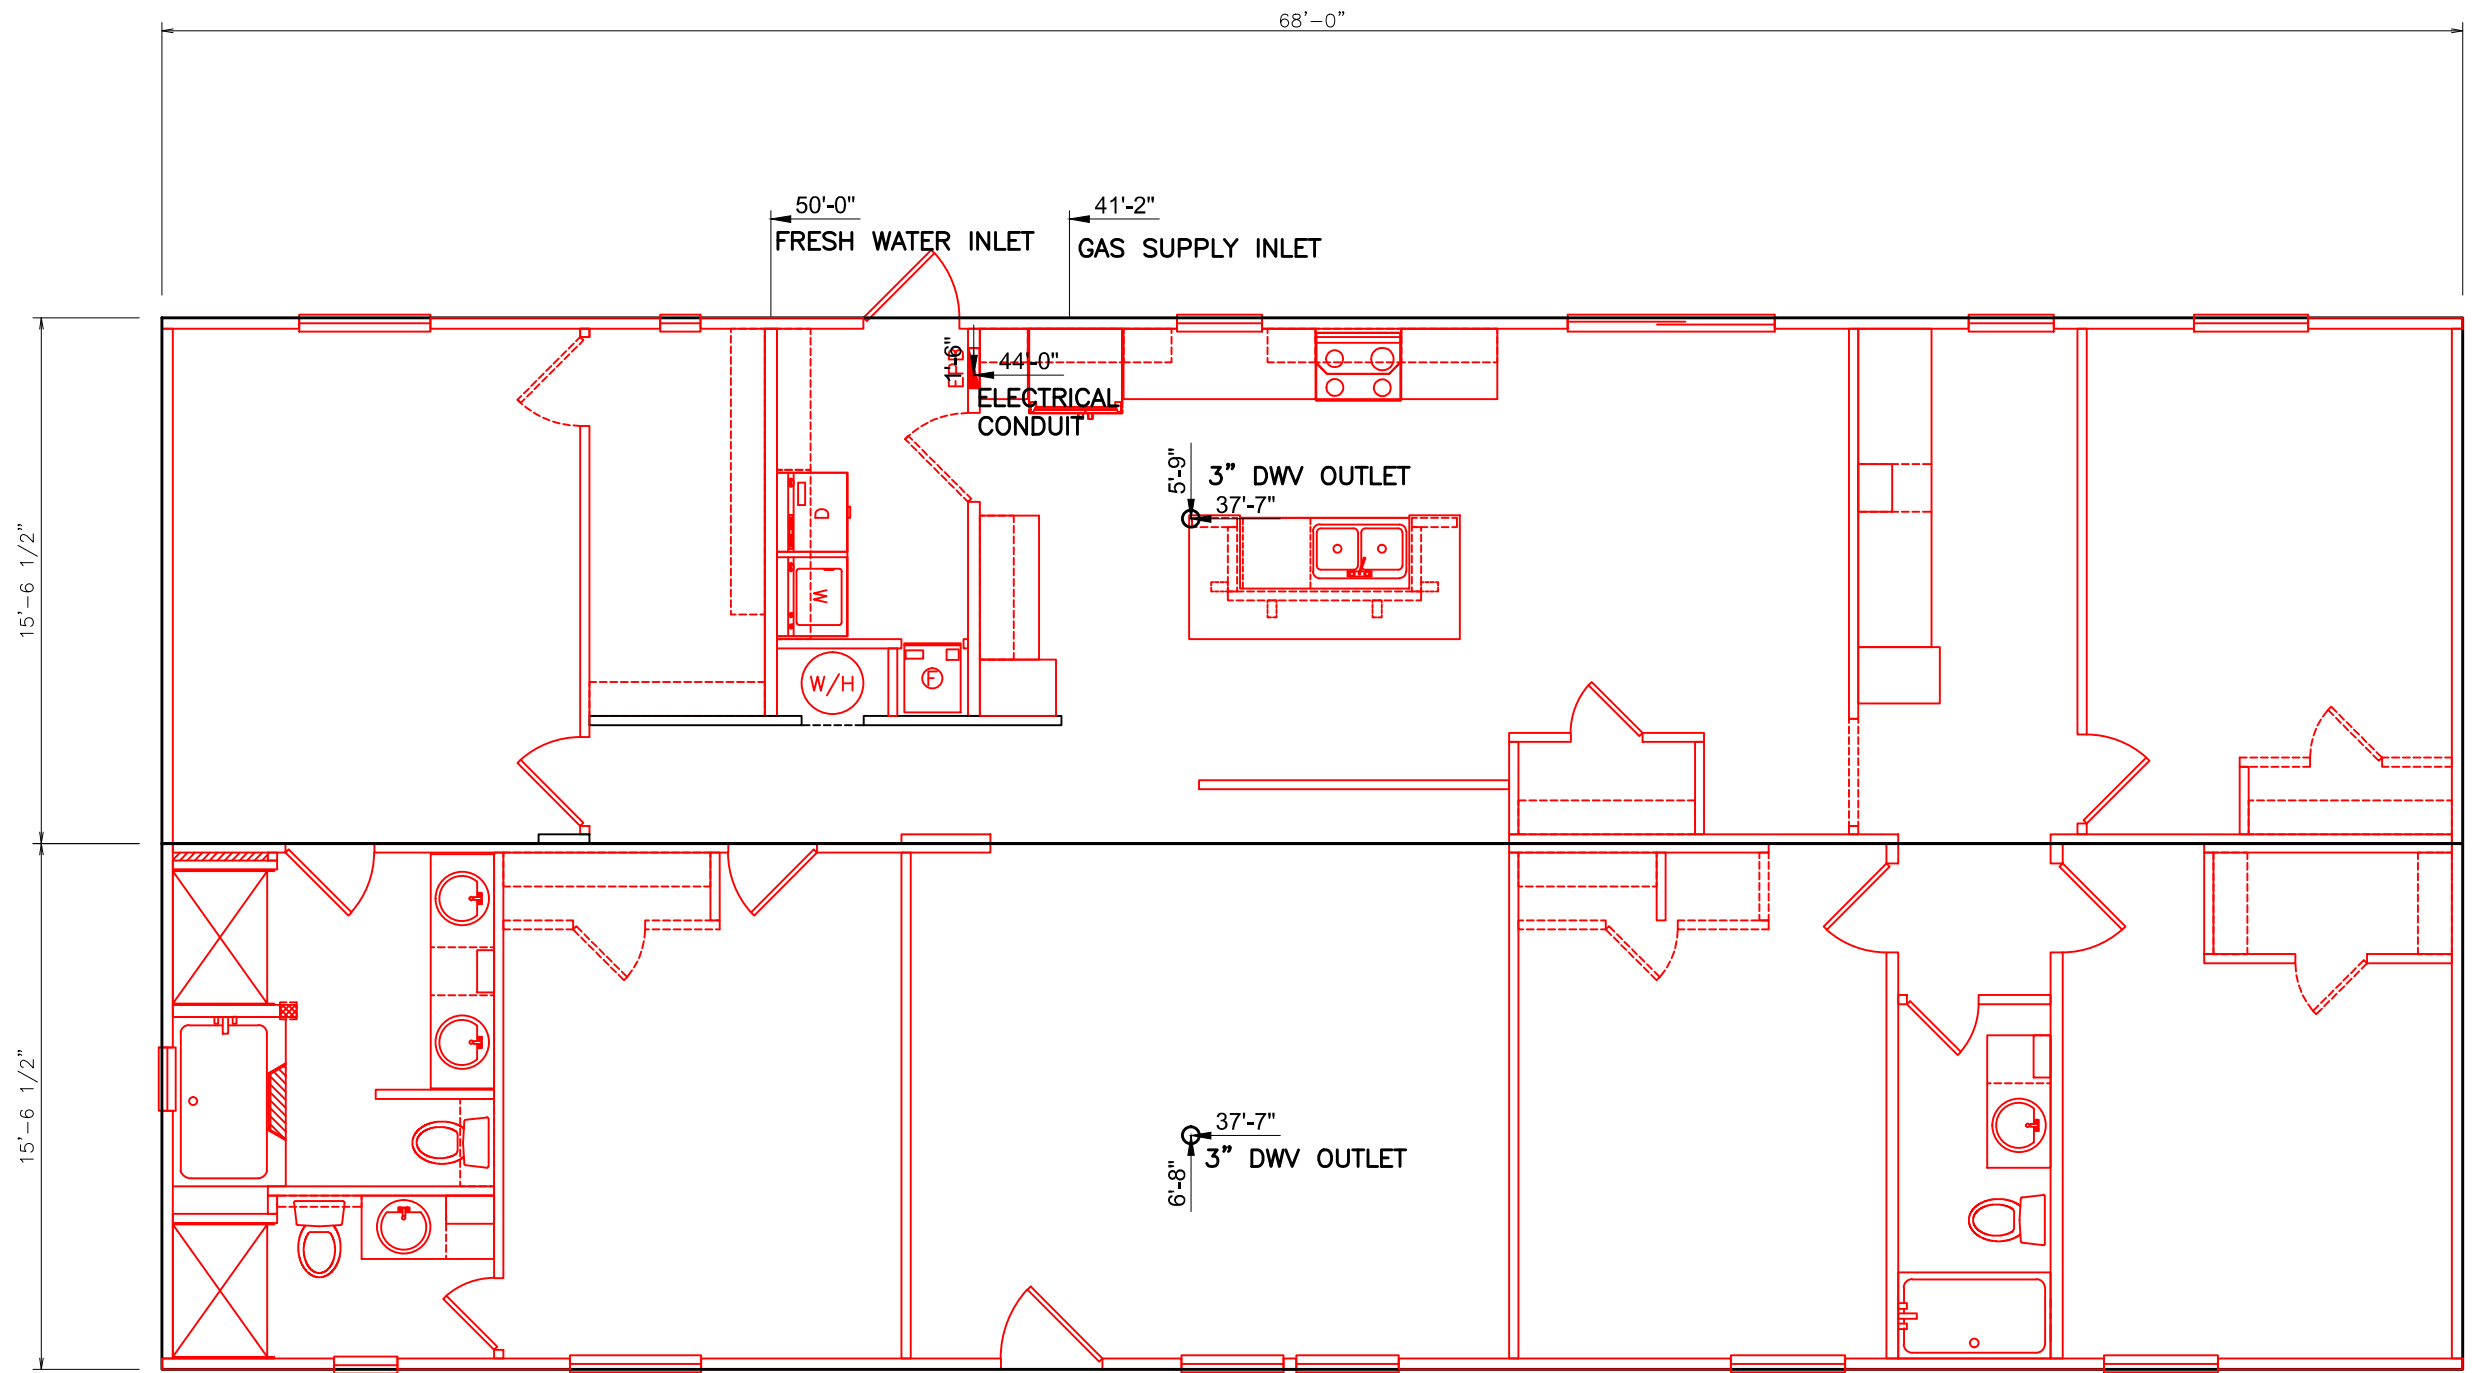 68'-0"
50'-0"
41'-2"
FRESH WATER INLET
GAS SUPPLY INLET
1'-6"
44'-0"
ELECTRICAL
CONDUIT
5'-9"
3" DWV OUTLET
37'-7"
D
W
W/H
F
15'-6 1/2"
15'-6 1/2"
37'-7"
3" DWV OUTLET
6'-8"